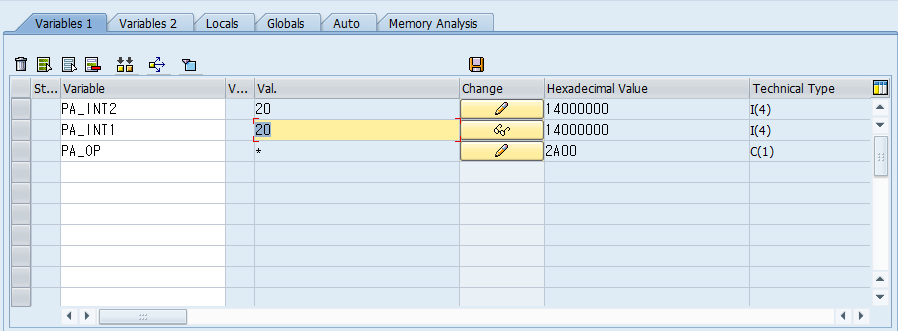 Variables 1 Variables 2 Locals Globals Auto Memory Analysis
St... Variable V... Val. Change Hexadecimal Value Technical Type
PA_INT2 20 14000000 I(4)
PA_INT1 20 14000000 I(4)
PA_OP * 2A00 C(1)